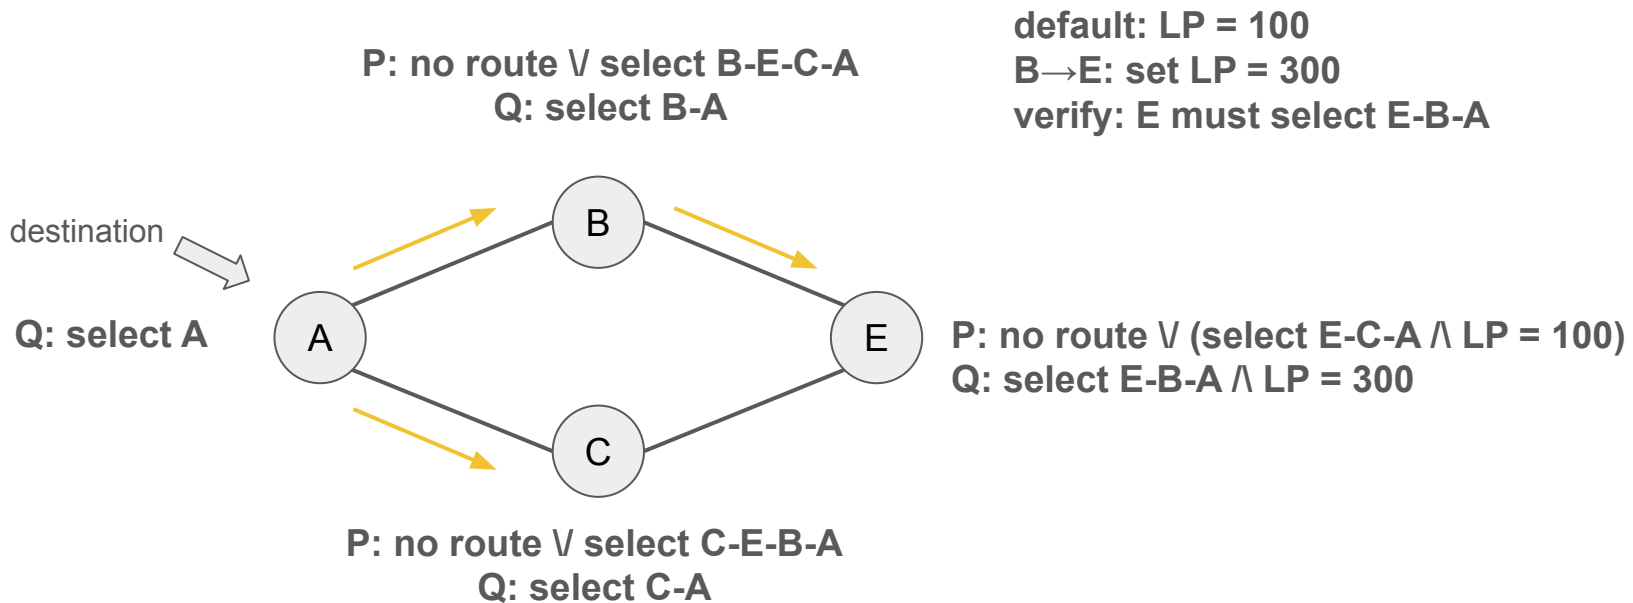 default: LP = 100
B→E: set LP = 300
verify: E must select E-B-A
P: no route \/ select B-E-C-A
Q: select B-A
destination
B
Q: select A
A
E
P: no route \/ (select E-C-A /\ LP = 100)
Q: select E-B-A /\ LP = 300
C
P: no route \/ select C-E-B-A
Q: select C-A